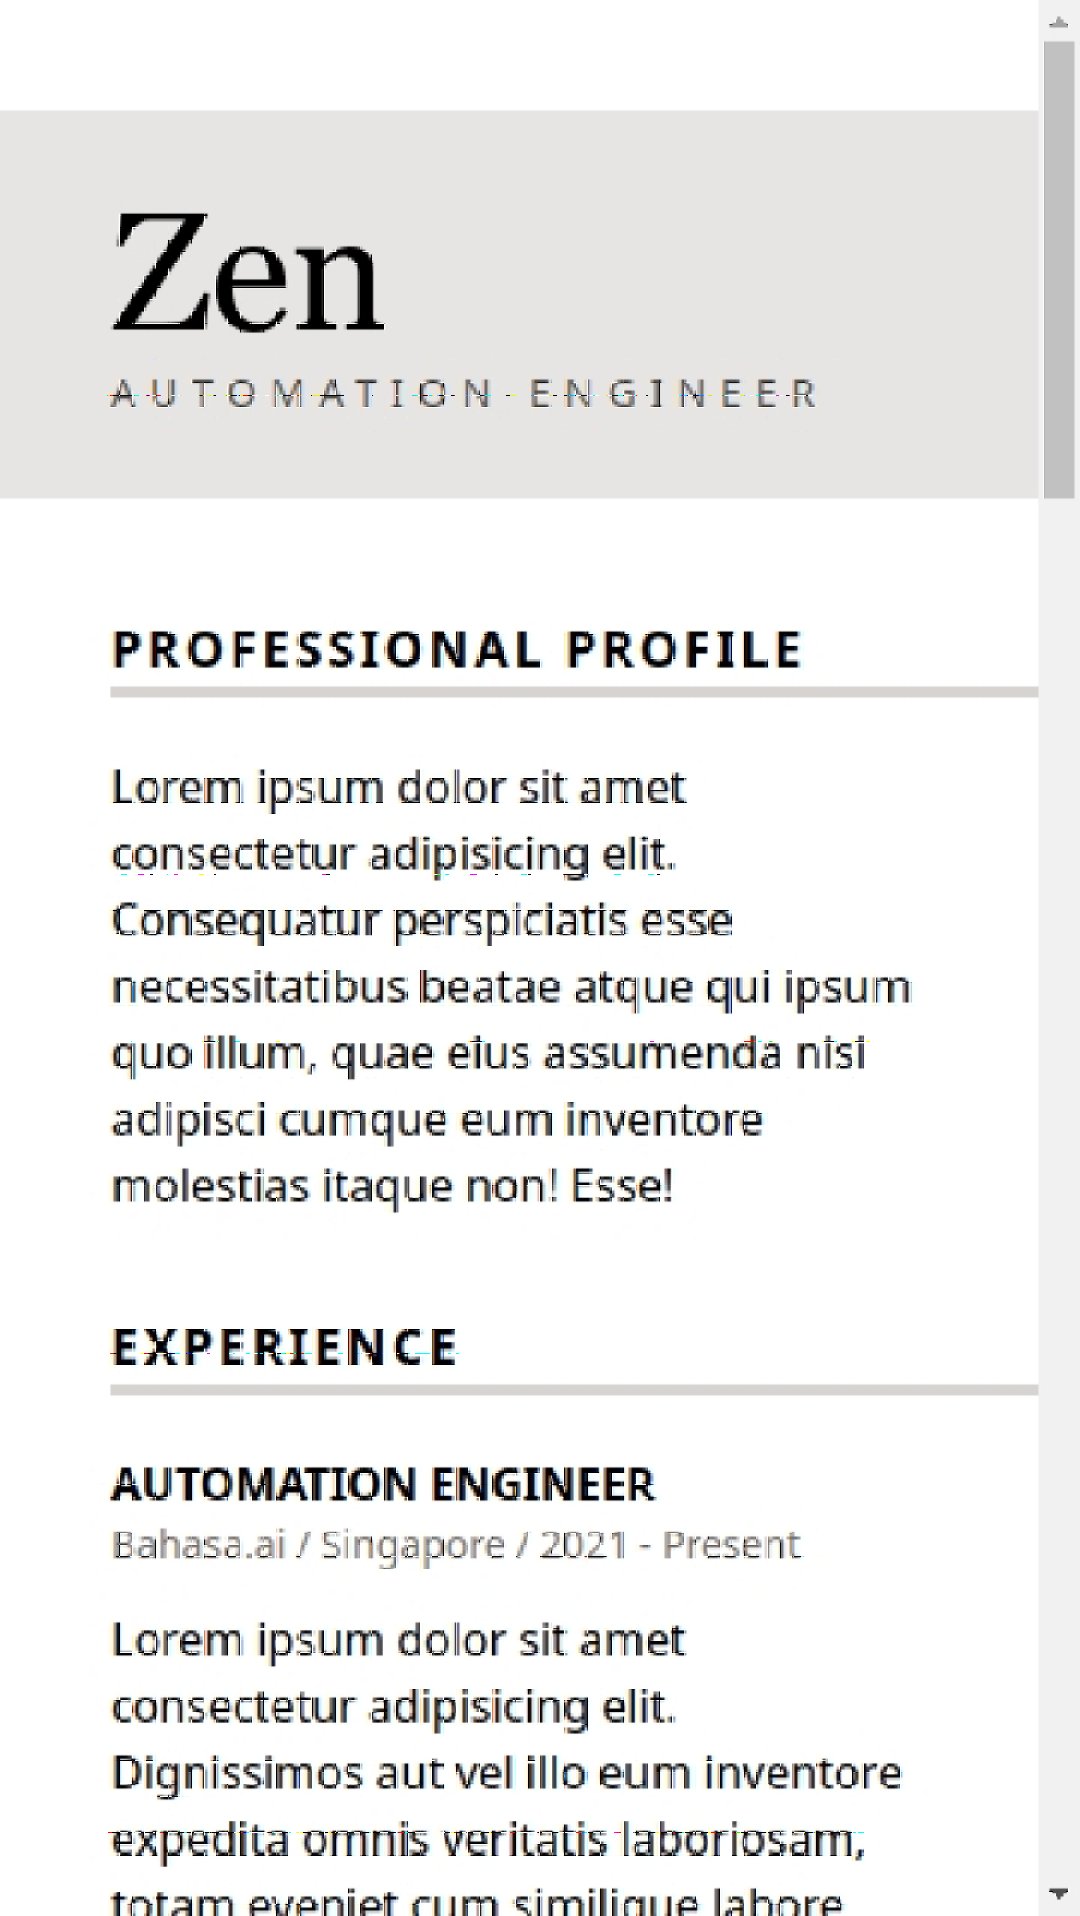 Zen
AUTOMATION ENGINEER
PROFESSIONAL PROFILE
Lorem ipsum dolor sit amet
consectetur adipisicing elit.
Consequatur perspiciatis esse
necessitatibus beatae atque qui ipsum
quo illum, quae eius assumenda nisi
adipisci cumque eum inventore
molestias itaque non! Esse!
EXPERIENCE
AUTOMATION ENGINEER
Bahasa.ai / Singapore / 2021 - Present
Lorem ipsum dolor sit amet
consectetur adipisicing elit.
Dignissimos aut vel illo eum inventore
expedita omnis veritatis laboriosam,
totam eveniet cum similique labore